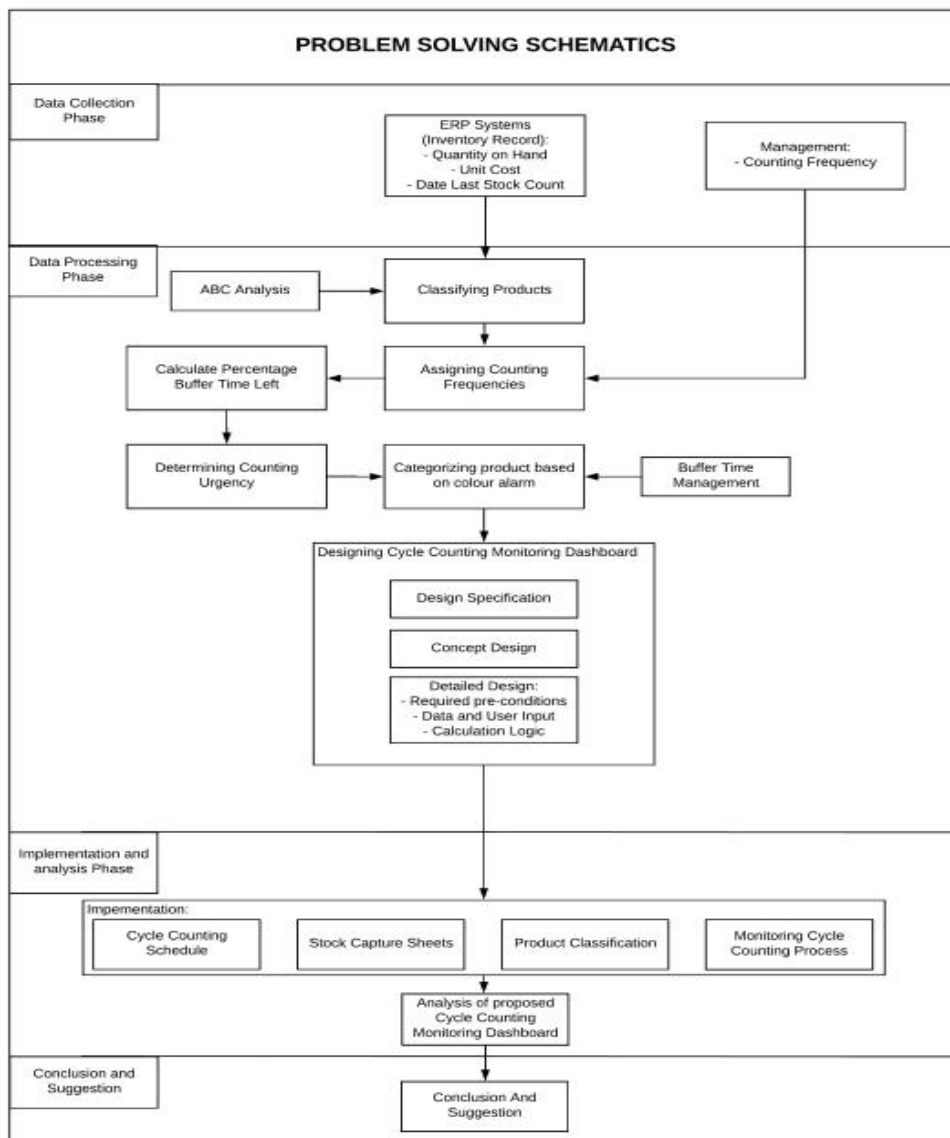 PROBLEM SOLVING SCHEMATICS
Data Collection
Phase
ERP Systems
(Inventory Record):
- Quantity on Hand
- Unit Cost
- Date Last Stock Count
Management:
- Counting Frequency
Data Processing
Phase
ABC Analysis
Classifying Products
Calculate Percentage
Buffer Time Left
Assigning Counting
Frequencies
Determining Counting
Urgency
Categorizing product based
on colour alarm
Buffer Time
Management
Designing Cycle Counting Monitoring Dashboard
Design Specification
Concept Design
Detailed Design:
- Required pre-conditions
- Data and User Input
- Calculation Logic
Implementation and
analysis Phase
Impementation:
Cycle Counting
Schedule
Stock Capture Sheets
Product Classification
Monitoring Cycle
Counting Process
Analysis of proposed
Cycle Counting
Monitoring Dashboard
Conclusion and
Suggestion
Conclusion And
Suggestion